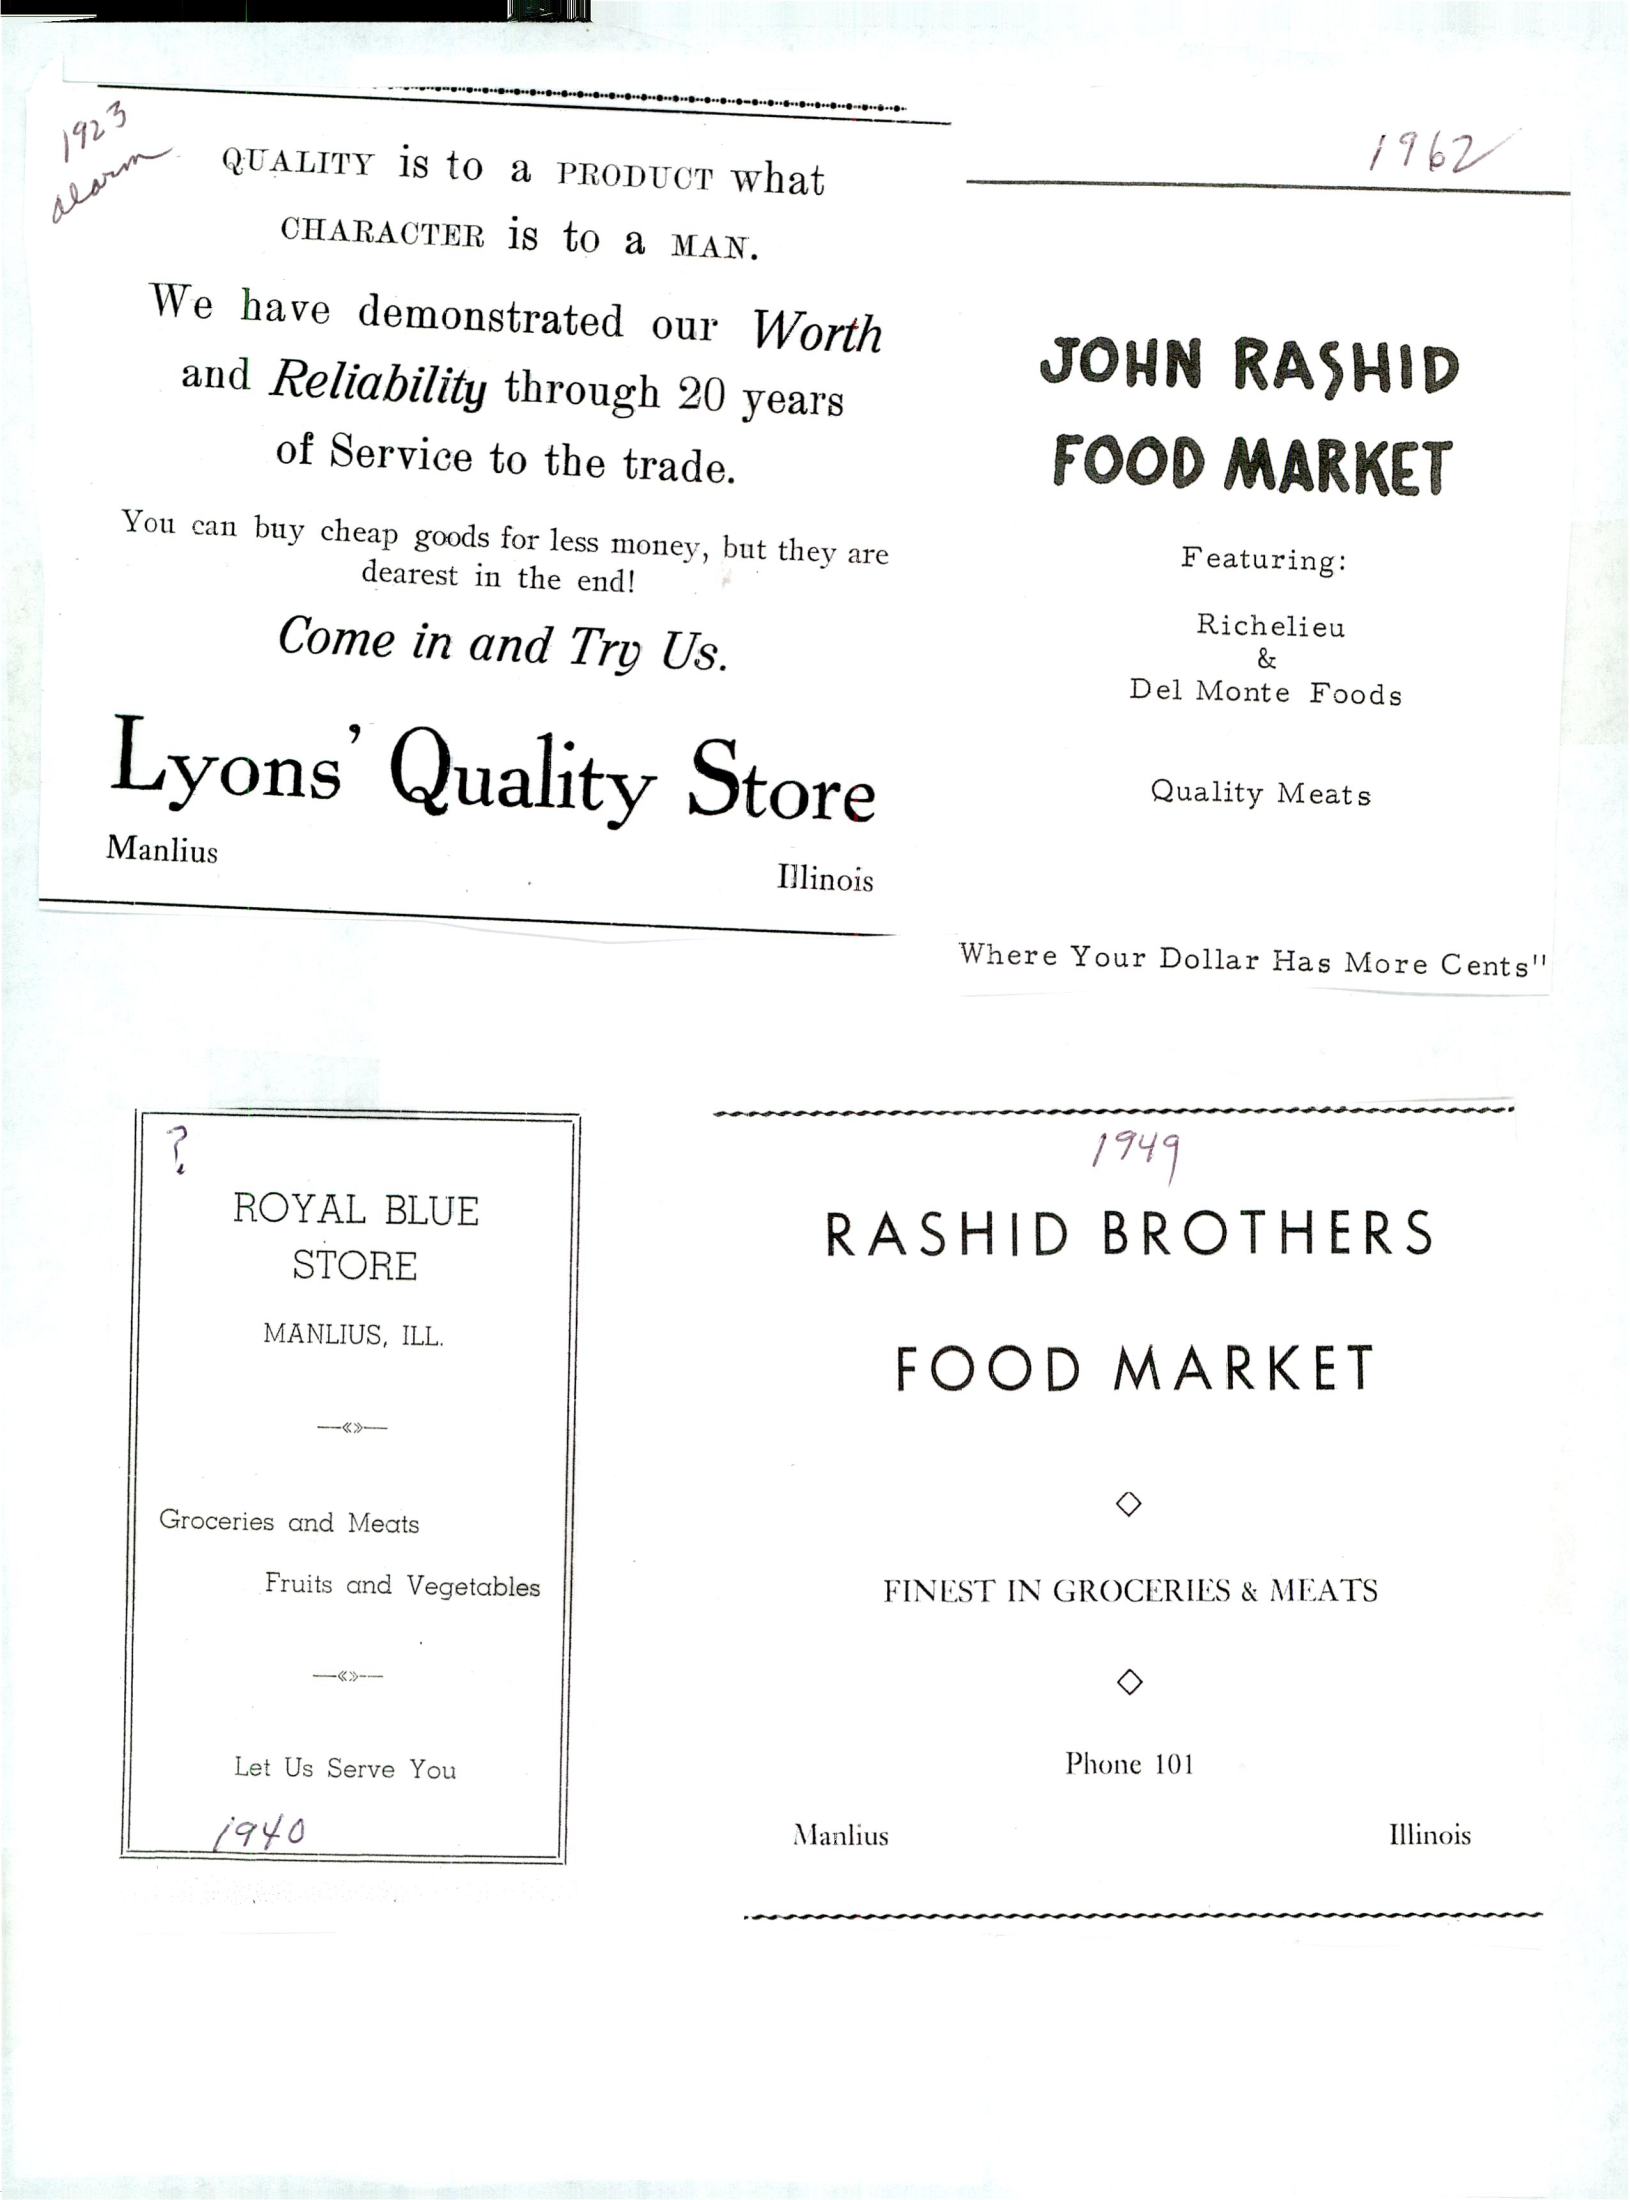 1923
alarm
QUALITY is to a PRODUCT what
CHARACTER is to a MAN.
We have demonstrated our Worth
and Reliability through 20 years
of Service to the trade.
You can buy cheap goods for less money, but they are
dearest in the end!
Come in and Try Us.
Lyons' Quality Store
Manlius Illinois
1962
JOHN RASHID
FOOD MARKET
Featuring:
Richelieu
&
Del Monte Foods
Quality Meats
Where Your Dollar Has More Cents"
?
ROYAL BLUE
STORE
MANLIUS, ILL.
Groceries and Meats
Fruits and Vegetables
Let Us Serve You
1940
1949
RASHID BROTHERS
FOOD MARKET
FINEST IN GROCERIES & MEATS
Phone 101
Manlius Illinois